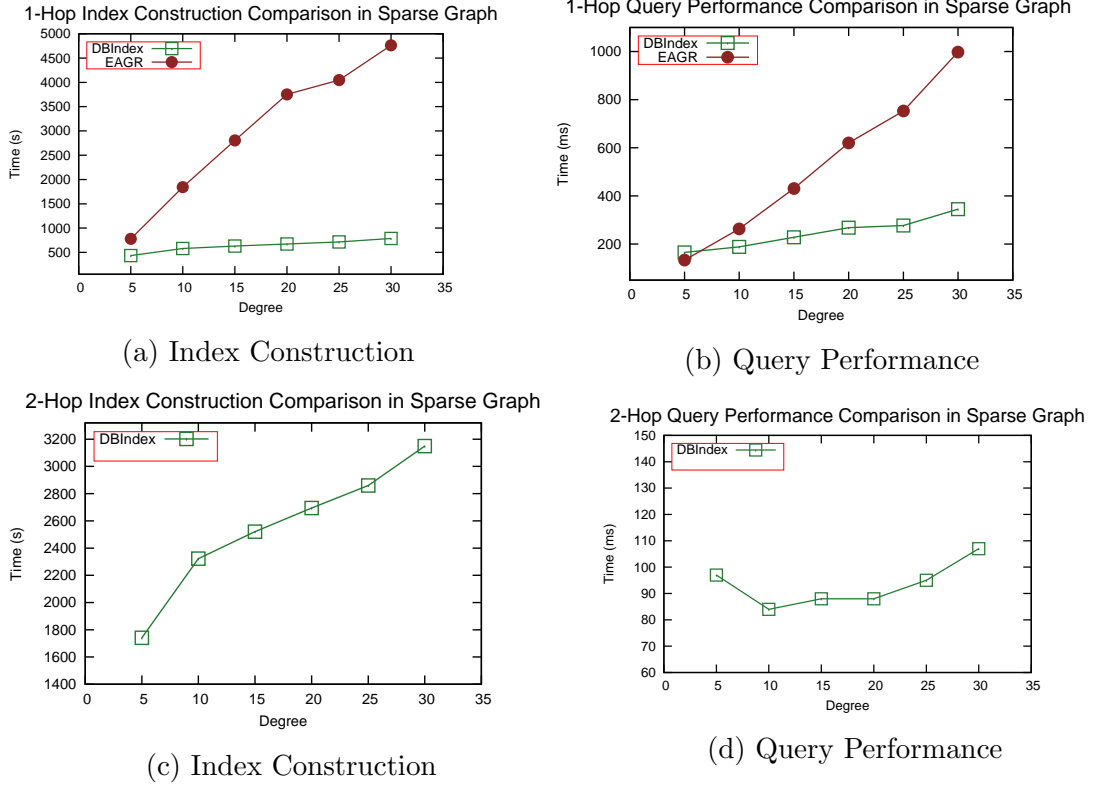 1-Hop Index Construction Comparison in Sparse Graph
5000
4500
4000
3500
3000
2500
2000
1500
1000
500
Time (s)
DBIndex
EAGR
0 5 10 15 20 25 30 35
Degree
(a) Index Construction
1-Hop Query Performance Comparison in Sparse Graph
1000
800
600
400
200
Time (ms)
DBIndex
EAGR
0 5 10 15 20 25 30 35
Degree
(b) Query Performance
2-Hop Index Construction Comparison in Sparse Graph
3200
3000
2800
2600
2400
2200
2000
1800
1600
1400
Time (s)
DBIndex
0 5 10 15 20 25 30 35
Degree
(c) Index Construction
2-Hop Query Performance Comparison in Sparse Graph
150
140
130
120
110
100
90
80
70
60
Time (ms)
DBIndex
0 5 10 15 20 25 30 35
Degree
(d) Query Performance